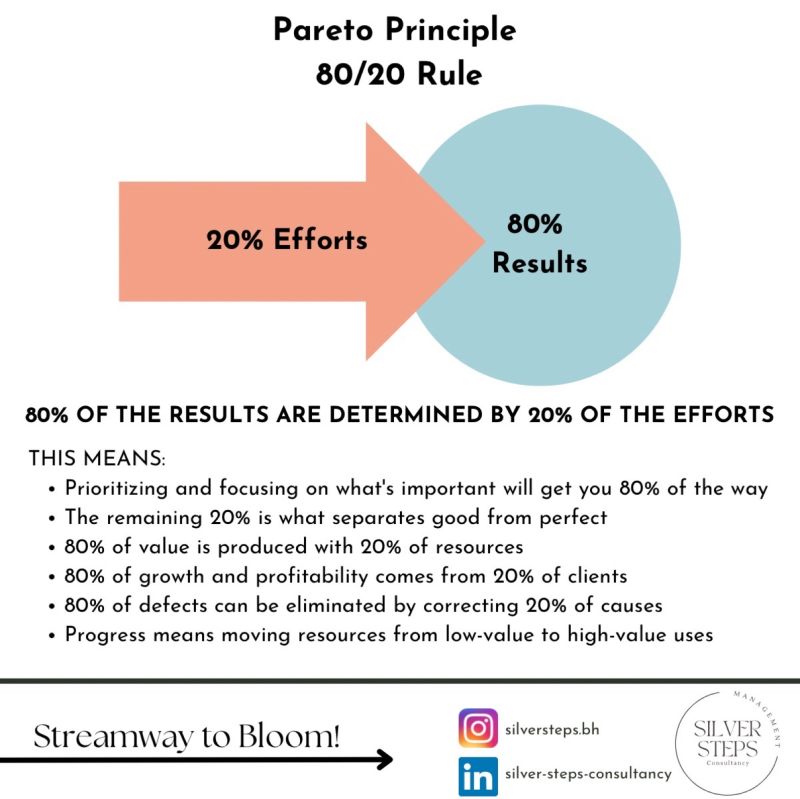 Pareto Principle
80/20 Rule
20% Efforts
80%
Results
80% OF THE RESULTS ARE DETERMINED BY 20% OF THE EFFORTS
THIS MEANS:
• Prioritizing and focusing on what's important will get you 80% of the way
• The remaining 20% is what separates good from perfect
• 80% of value is produced with 20% of resources
• 80% of growth and profitability comes from 20% of clients
• 80% of defects can be eliminated by correcting 20% of causes
• Progress means moving resources from low-value to high-value uses
Streamway to Bloom!
silversteps.bh
in silver-steps-consultancy
MANAGEMENT
SILVER
STEPS
Consultancy